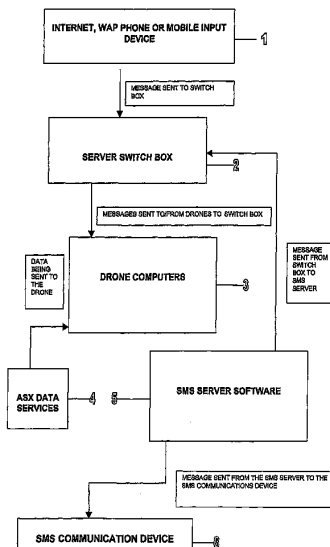 INTERNET, WAP PHONE OR MOBILE INPUT
DEVICE
1
MESSAGE SENT TO SWITCH
BOX
SERVER SWITCH BOX
2
MESSAGES SENT TO/FROM DRONES TO SWITCH BOX
DATA
BEING
SENT TO
THE
DRONE
DRONE COMPUTERS
3
MESSAGE
SENT FROM
SWITCH
BOX TO
SMS
SERVER
ASX DATA
SERVICES
4
5
SMS SERVER SOFTWARE
MESSAGE SENT FROM THE SMS SERVER TO THE
SMS COMMUNICATIONS DEVICE
SMS COMMUNICATION DEVICE